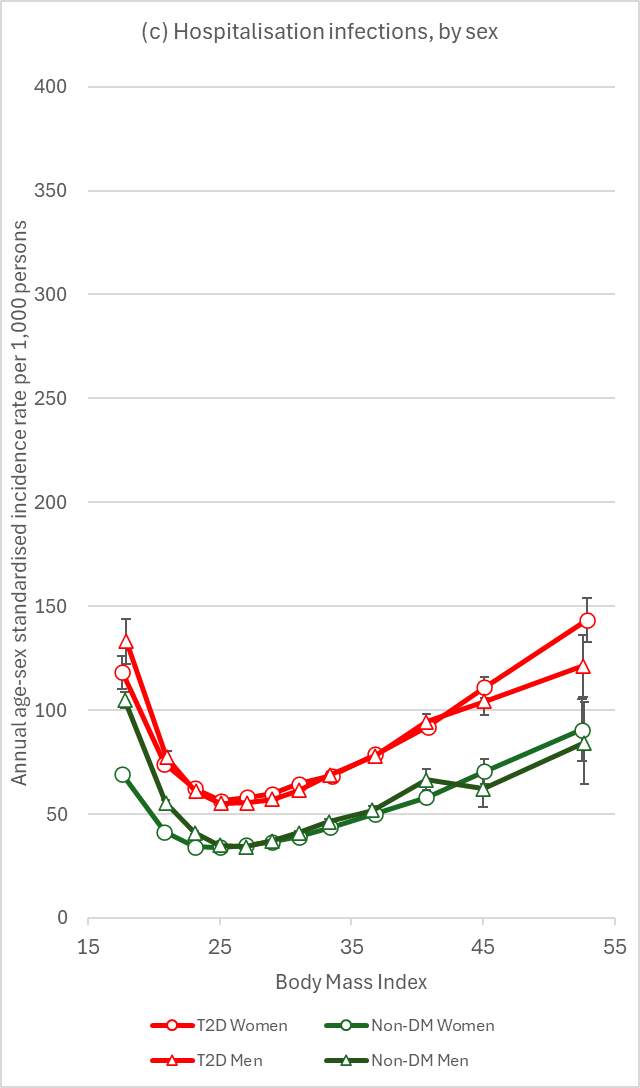 (c) Hospitalisation infections, by sex
Annual age-sex standardised incidence rate per 1,000 persons
400
350
300
250
200
150
100
50
0
15 25 35 45 55
Body Mass Index
T2D Women Non-DM Women
T2D Men Non-DM Men